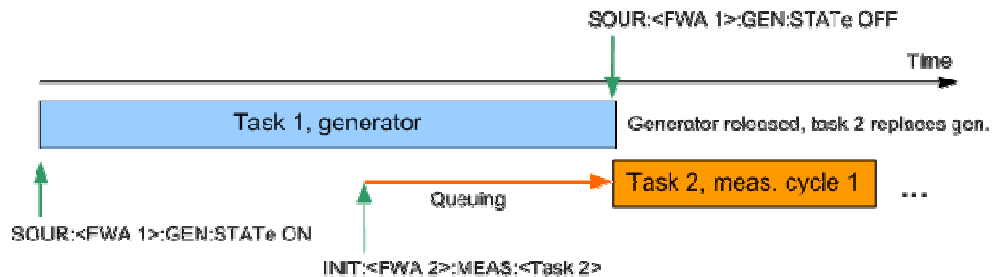 SOUR:<FWA 1>:GEN:STATe OFF
Time
Task 1, generator
Generator released, task 2 replaces gen.
Task 2, meas. cycle 1
...
Queuing
SOUR:<FWA 1>:GEN:STATe ON
INIT:<FWA 2>:MEAS:<Task 2>